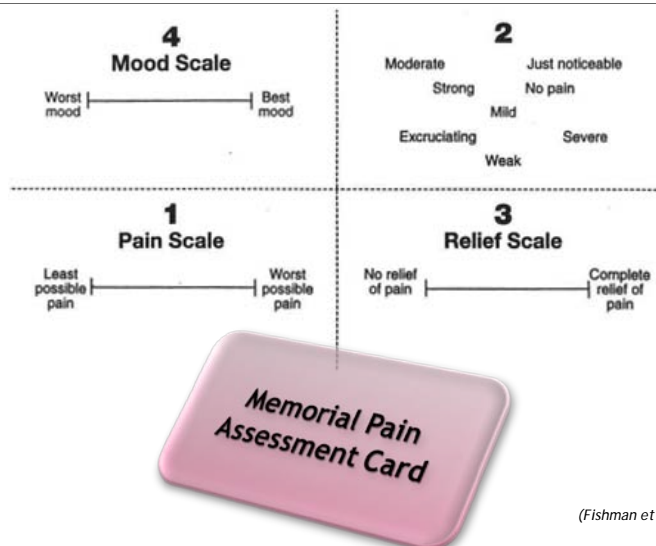 4
Mood Scale
Worst
mood
Best
mood
2
Moderate
Just noticeable
Strong
No pain
Mild
Excruciating
Severe
Weak
1
Pain Scale
Least
possible
pain
Worst
possible
pain
3
Relief Scale
No relief
of pain
Complete
relief of
pain
Memorial Pain
Assessment Card
(Fishman et